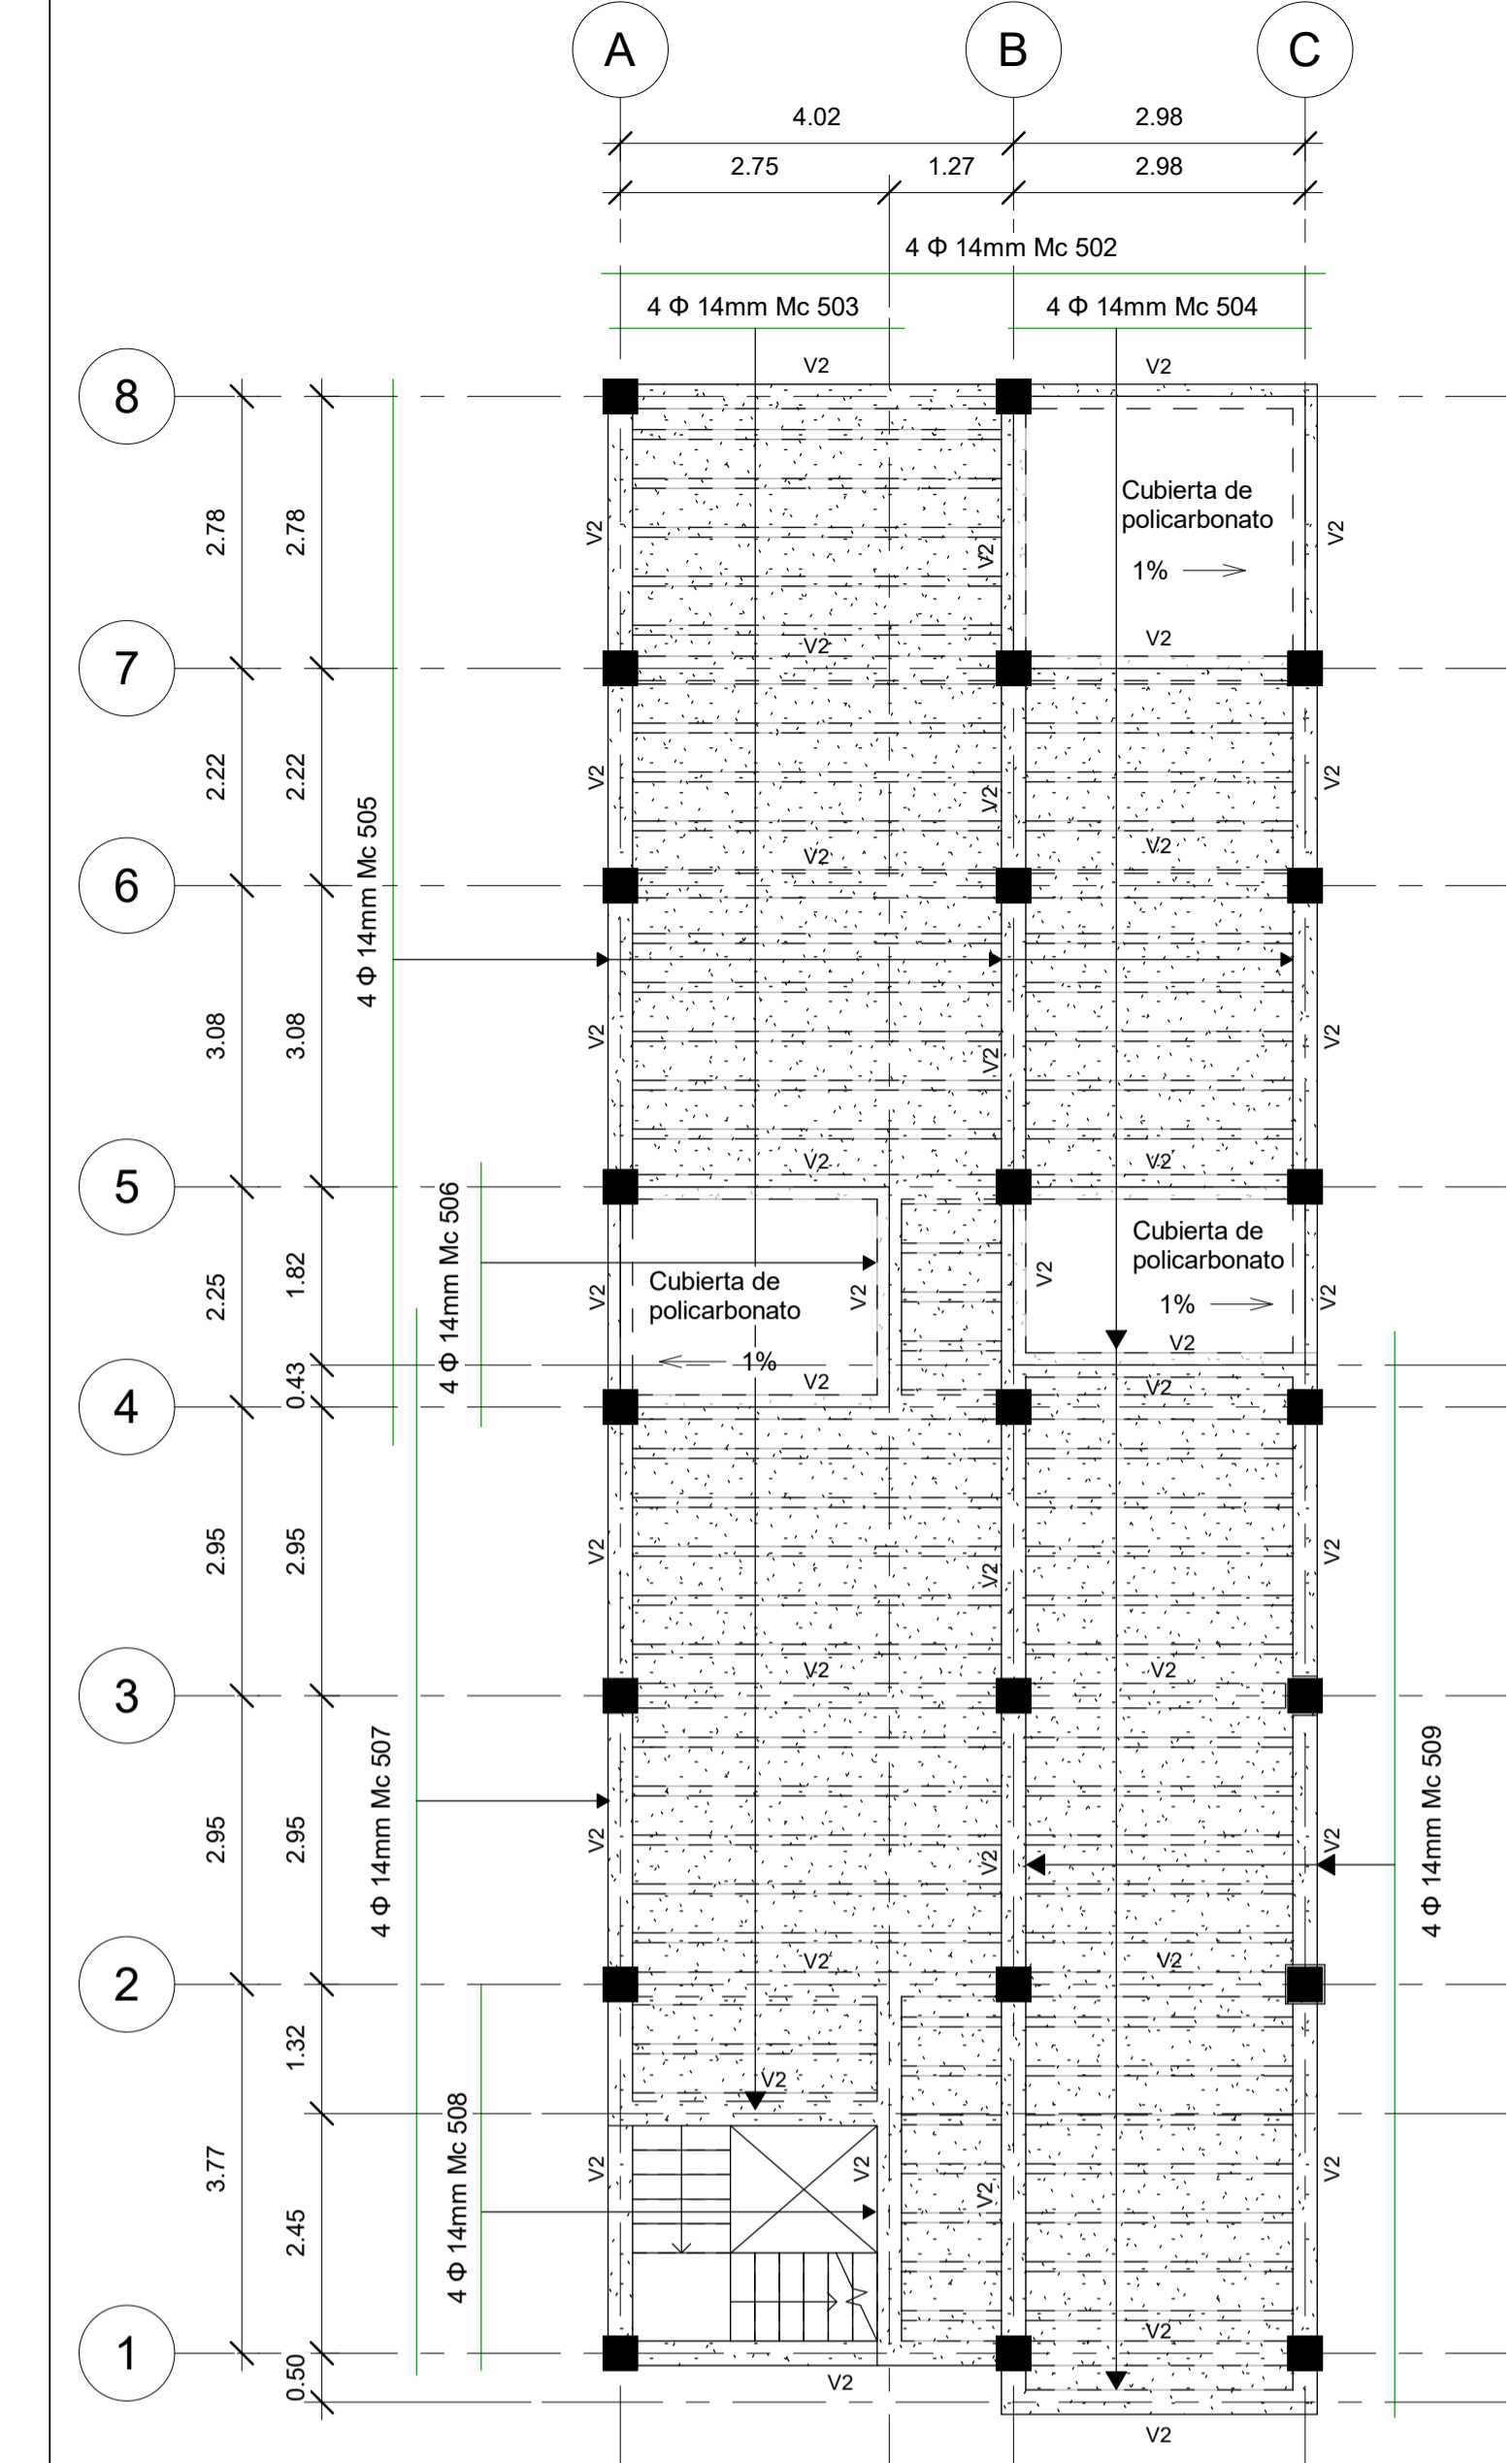 A
B
C
4.02
2.98
2.75
1.27
2.98
4 Φ 14mm Mc 502
4 Φ 14mm Mc 503
4 Φ 14mm Mc 504
V2
V2
8
2.78
2.78
Cubierta de
policarbonato
1%
V2
V2
V2
V2
V2
7
2.22
2.22
V2
V2
V2
4 Φ 14mm Mc 505
V2
V2
6
3.08
3.08
V2
V2
V2
V2
V2
5
4 Φ 14mm Mc 506
2.25
1.82
Cubierta de
policarbonato
1%
Cubierta de
policarbonato
1%
V2
V2
V2
V2
V2
0.43
V2
V2
4
2.95
2.95
V2
V2
V2
V2
V2
3
4 Φ 14mm Mc 507
2.95
2.95
V2
V2
V2
4 Φ 14mm Mc 509
V2
V2
2
1.32
V2
4 Φ 14mm Mc 508
3.77
2.45
V2
V2
V2
V2
V2
1
0.50
V2
V2